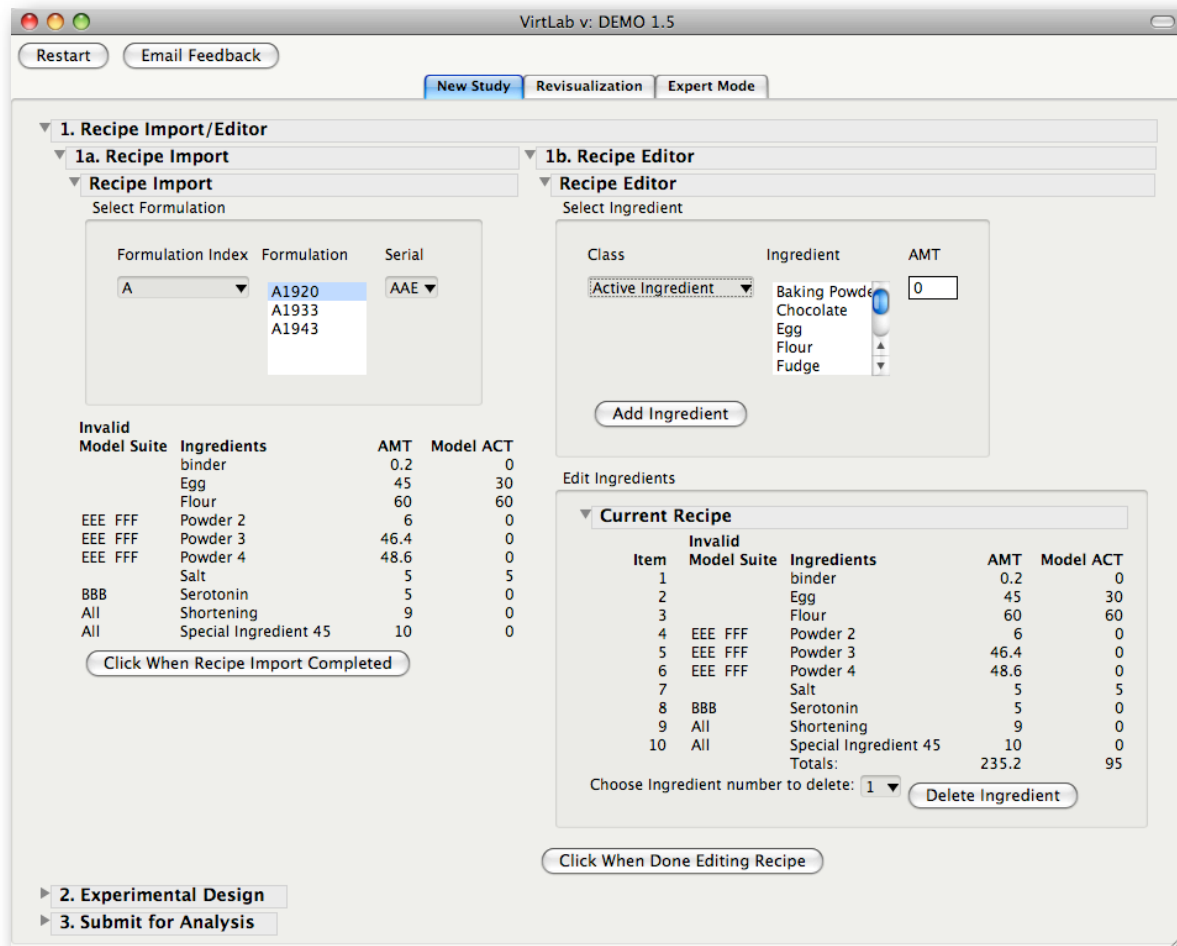 VirtLab v: DEMO 1.5
Restart Email Feedback
New Study Revisualization Expert Mode
1. Recipe Import/Editor
1a. Recipe Import
Recipe Import
Select Formulation
Formulation Index Formulation Serial
A A1920 AAE
A1933
A1943
Invalid
Model Suite Ingredients AMT Model ACT
binder 0.2 0
Egg 45 30
Flour 60 60
EEE FFF Powder 2 6 0
EEE FFF Powder 3 46.4 0
EEE FFF Powder 4 48.6 0
Salt 5 5
BBB Serotonin 5 0
All Shortening 9 0
All Special Ingredient 45 10 0
Click When Recipe Import Completed
1b. Recipe Editor
Recipe Editor
Select Ingredient
Class Ingredient AMT
Active Ingredient Baking Powde 0
Chocolate
Egg
Flour
Fudge
Add Ingredient
Edit Ingredients
Current Recipe
Invalid
Item Model Suite Ingredients AMT Model ACT
1 binder 0.2 0
2 Egg 45 30
3 Flour 60 60
4 EEE FFF Powder 2 6 0
5 EEE FFF Powder 3 46.4 0
6 EEE FFF Powder 4 48.6 0
7 Salt 5 5
8 BBB Serotonin 5 0
9 All Shortening 9 0
10 All Special Ingredient 45 10 0
Totals: 235.2 95
Choose Ingredient number to delete: 1 Delete Ingredient
Click When Done Editing Recipe
2. Experimental Design
3. Submit for Analysis